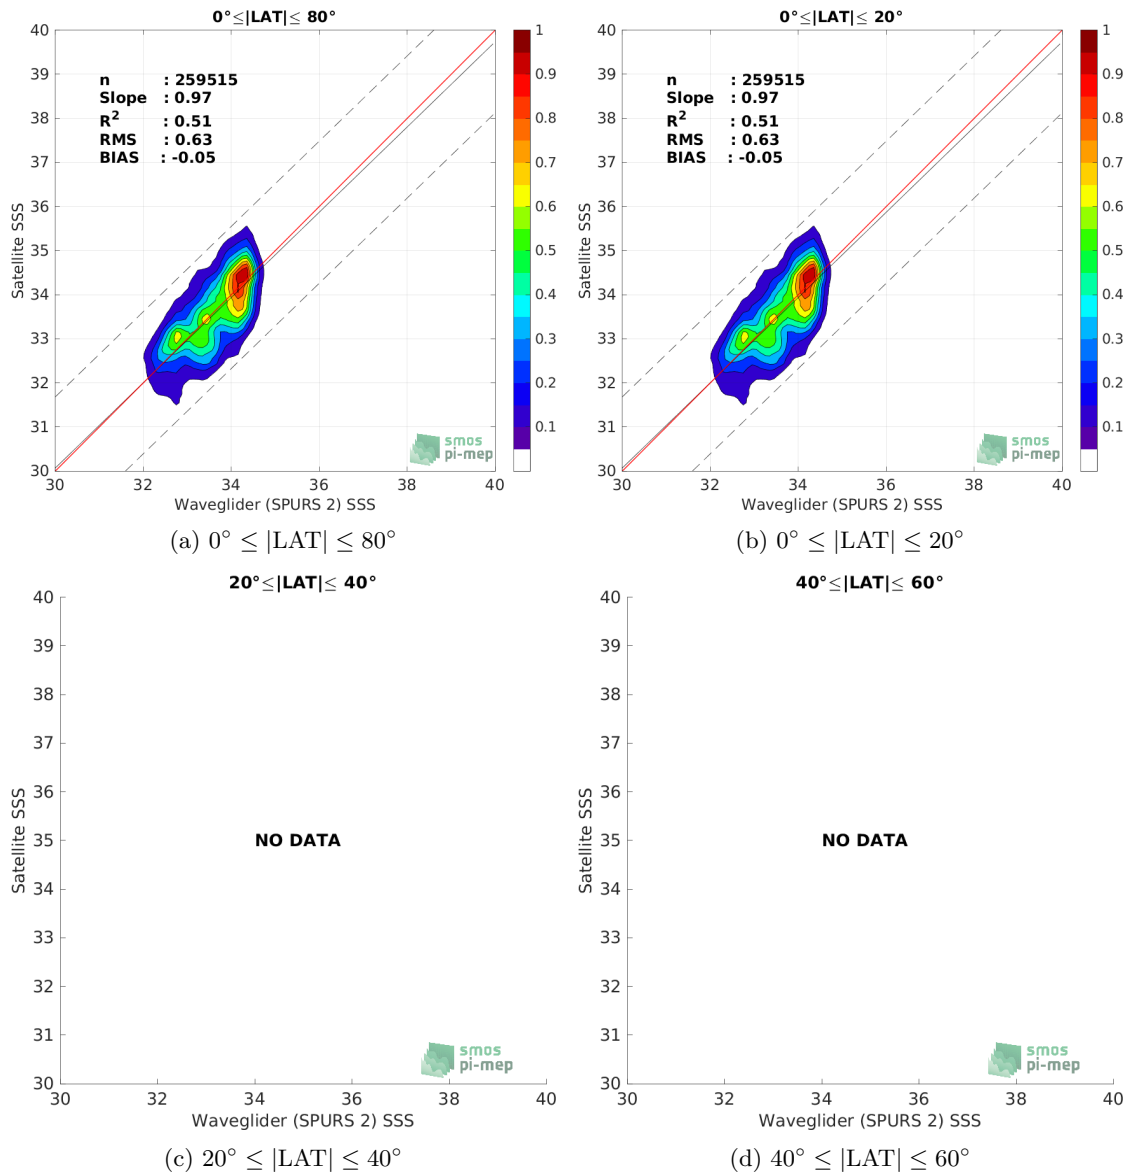 0°≤|LAT|≤ 80°
40
39
38
37
36
35
34
33
32
31
30
Satellite SSS
n : 259515
Slope : 0.97
R² : 0.51
RMS : 0.63
BIAS : -0.05
smos
pi-mep
30 32 34 36 38 40
Waveglider (SPURS 2) SSS
1
0.9
0.8
0.7
0.6
0.5
0.4
0.3
0.2
0.1
(a) 0° ≤ |LAT| ≤ 80°
0°≤|LAT|≤ 20°
40
39
38
37
36
35
34
33
32
31
30
Satellite SSS
n : 259515
Slope : 0.97
R² : 0.51
RMS : 0.63
BIAS : -0.05
smos
pi-mep
30 32 34 36 38 40
Waveglider (SPURS 2) SSS
1
0.9
0.8
0.7
0.6
0.5
0.4
0.3
0.2
0.1
(b) 0° ≤ |LAT| ≤ 20°
20°≤|LAT|≤ 40°
40
39
38
37
36
35
34
33
32
31
30
Satellite SSS
NO DATA
smos
pi-mep
30 32 34 36 38 40
Waveglider (SPURS 2) SSS
(c) 20° ≤ |LAT| ≤ 40°
40°≤|LAT|≤ 60°
40
39
38
37
36
35
34
33
32
31
30
Satellite SSS
NO DATA
smos
pi-mep
30 32 34 36 38 40
Waveglider (SPURS 2) SSS
(d) 40° ≤ |LAT| ≤ 60°